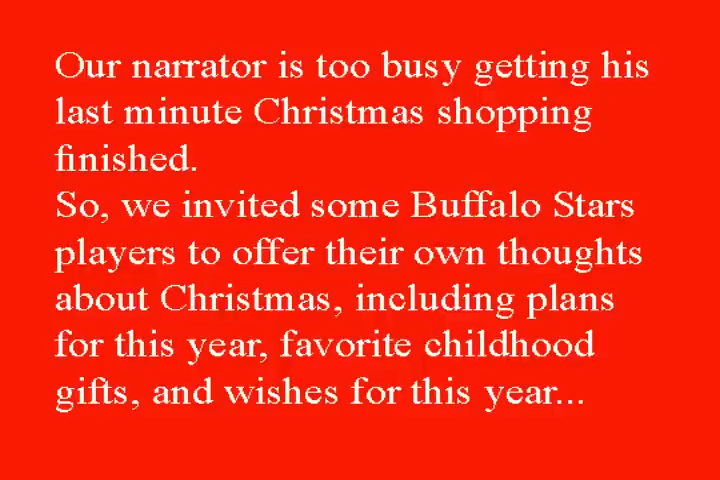 Our narrator is too busy getting his
last minute Christmas shopping
finished.
So, we invited some Buffalo Stars
players to offer their own thoughts
about Christmas, including plans
for this year, favorite childhood
gifts, and wishes for this year...